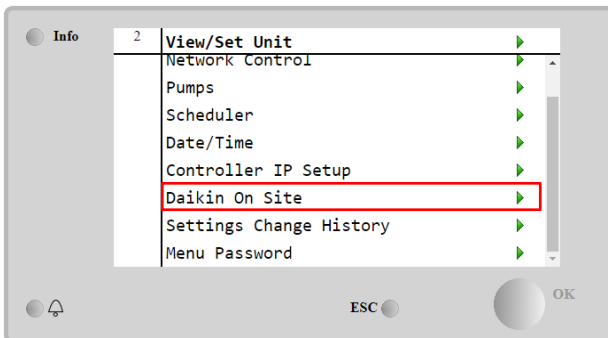 Info
2
View/Set Unit
Network Control
Pumps
Scheduler
Date/Time
Controller IP Setup
Daikin On Site
Settings Change History
Menu Password
ESC
OK